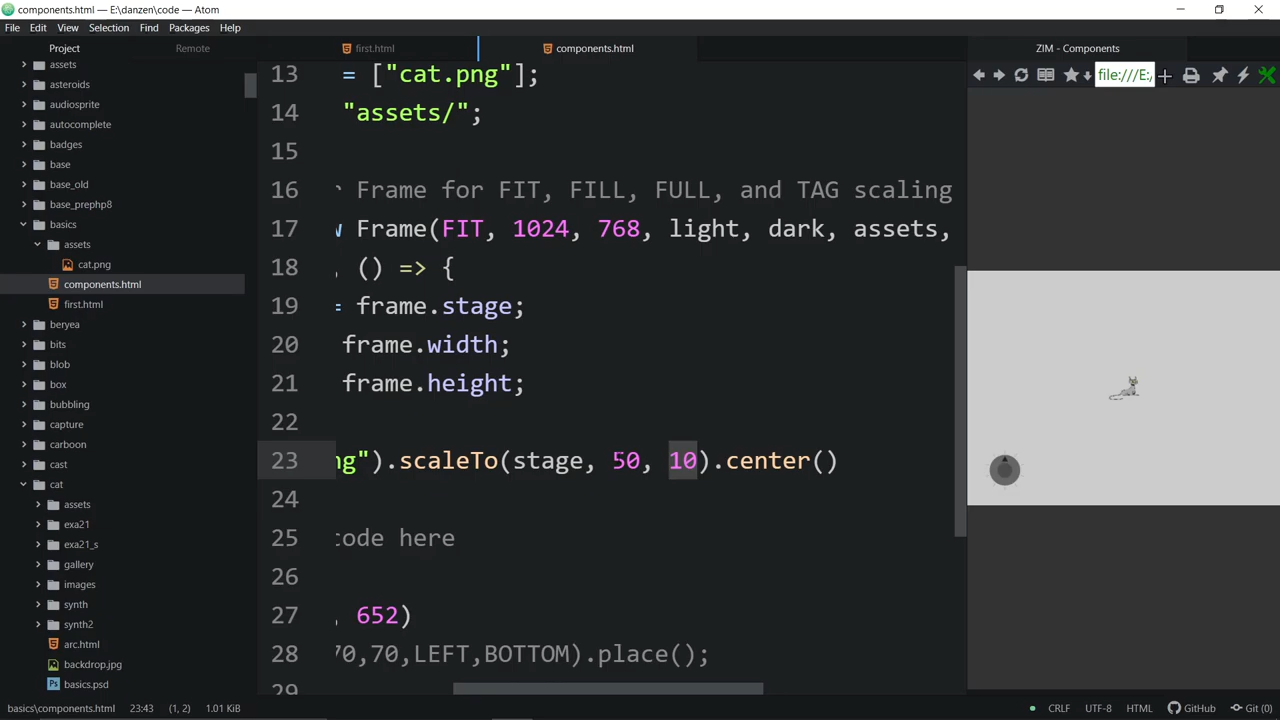 components.html — E:\danzen\code — Atom
File Edit View Selection Find Packages Help
Project Remote
first.html
components.html
ZIM - Components
file:///E:/
assets
asteroids
audiosprite
autocomplete
badges
base
base_old
base_prephp8
basics
assets
cat.png
components.html
first.html
beryea
bits
blob
box
bubbling
capture
carboon
cast
cat
assets
exa21
exa21_s
gallery
images
synth
synth2
arc.html
backdrop.jpg
basics.psd
13 = ["cat.png"];
14 "assets/";
15
16 r Frame for FIT, FILL, FULL, and TAG scaling
17 w Frame(FIT, 1024, 768, light, dark, assets,
18 , () => {
19 = frame.stage;
20 frame.width;
21 frame.height;
22
23 ng").scaleTo(stage, 50, 10).center()
24
25 code here
26
27 , 652)
28 70,70,LEFT,BOTTOM).place();
29
basics\components.html 23:43 (1, 2) 1.01 KiB CRLF UTF-8 HTML GitHub Git (0)